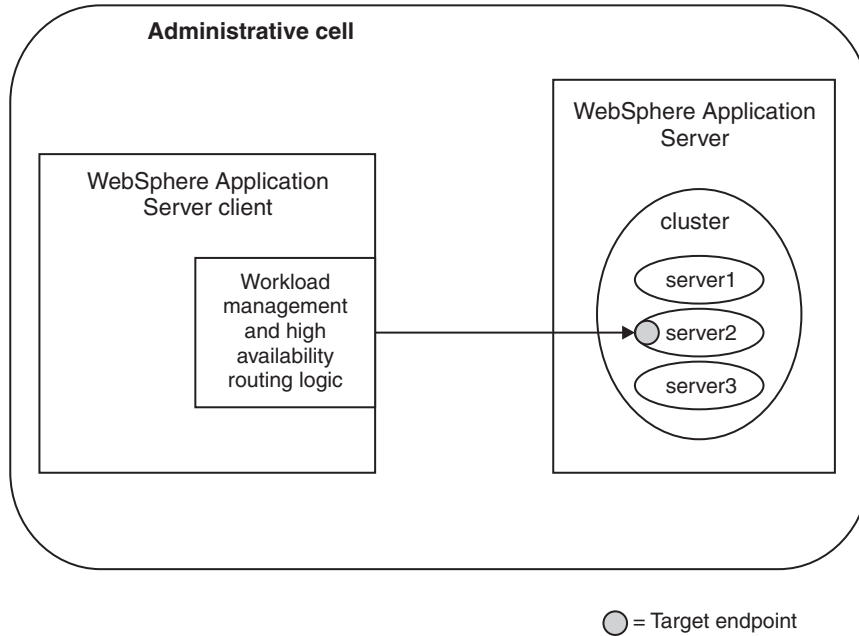 Administrative cell
WebSphere Application
Server client
Workload
management
and high
availability
routing logic
WebSphere Application
Server
cluster
server1
server2
server3
= Target endpoint